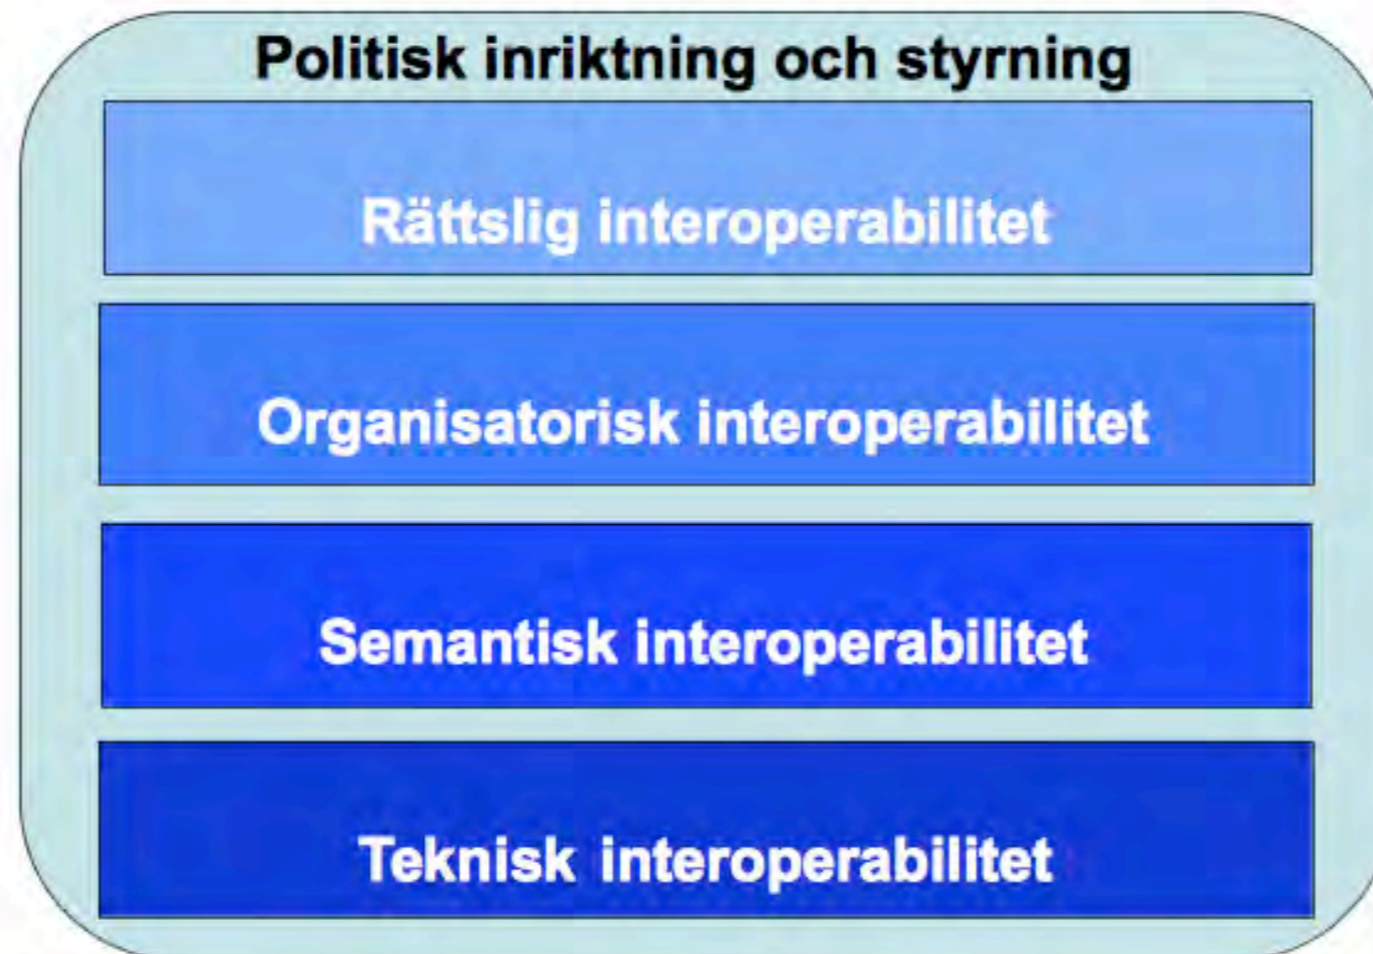 Politisk inriktning och styrning
Rättslig interoperabilitet
Organisatorisk interoperabilitet
Semantisk interoperabilitet
Teknisk interoperabilitet